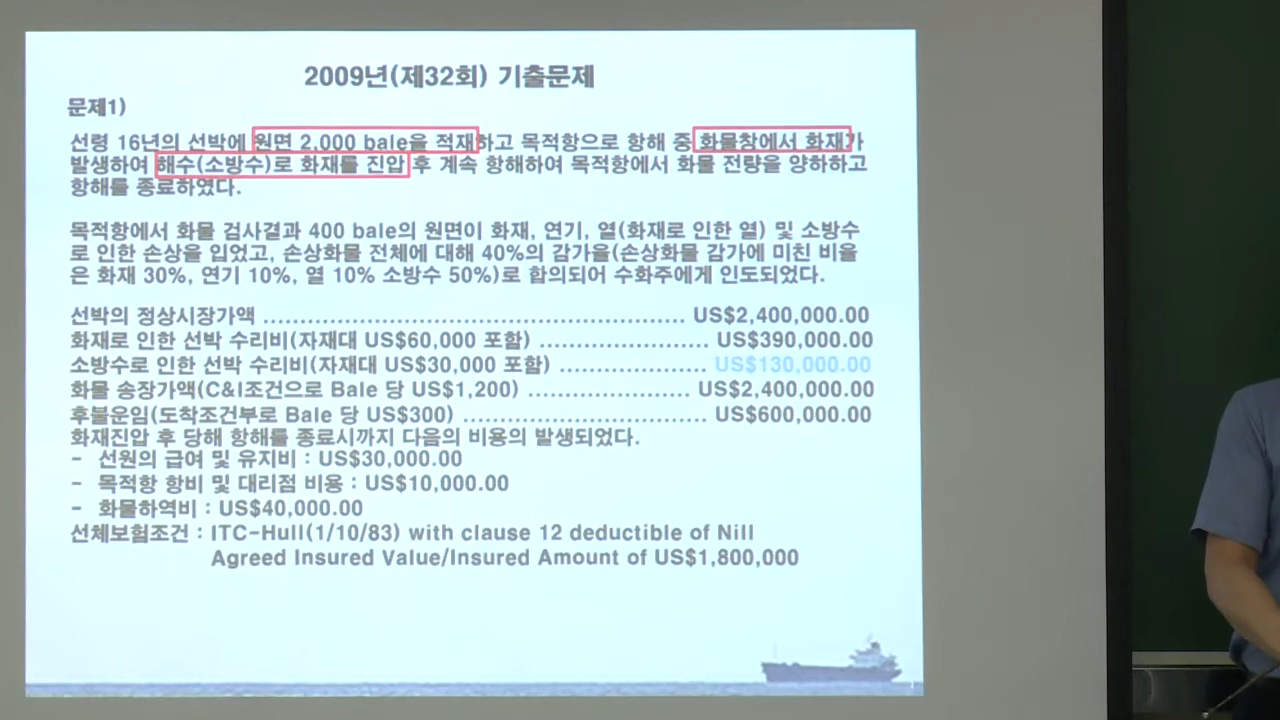 2009년(제32회) 기출문제
문제1)
선령 16년의 선박에 원면 2,000 bale을 적재하고 목적항으로 항해 중 화물창에서 화재가
발생하여 해수(소방수)로 화재를 진압 후 계속 항해하여 목적항에서 화물 전량을 양하하고
항해를 종료하였다.
목적항에서 화물 검사결과 400 bale의 원면이 화재, 연기, 열(화재로 인한 열) 및 소방수
로 인한 손상을 입었고, 손상화물 전체에 대해 40%의 감가율(손상화물 감가에 미친 비율
은 화재 30%, 연기 10%, 열 10% 소방수 50%)로 합의되어 수화주에게 인도되었다.
선박의 정상시장가액 ........................................................ US$2,400,000.00
화재로 인한 선박 수리비(자재대 US$60,000 포함) ...................... US$390,000.00
소방수로 인한 선박 수리비(자재대 US$30,000 포함) ................... US$130,000.00
화물 송장가액(C&I조건으로 Bale 당 US$1,200) ..................... US$2,400,000.00
후불운임(도착조건부로 Bale 당 US$300) ................................ US$600,000.00
화재진압 후 당해 항해를 종료시까지 다음의 비용의 발생되었다.
- 선원의 급여 및 유지비 : US$30,000.00
- 목적항 항비 및 대리점 비용 : US$10,000.00
- 화물하역비 : US$40,000.00
선체보험조건 : ITC-Hull(1/10/83) with clause 12 deductible of Nill
Agreed Insured Value/Insured Amount of US$1,800,000